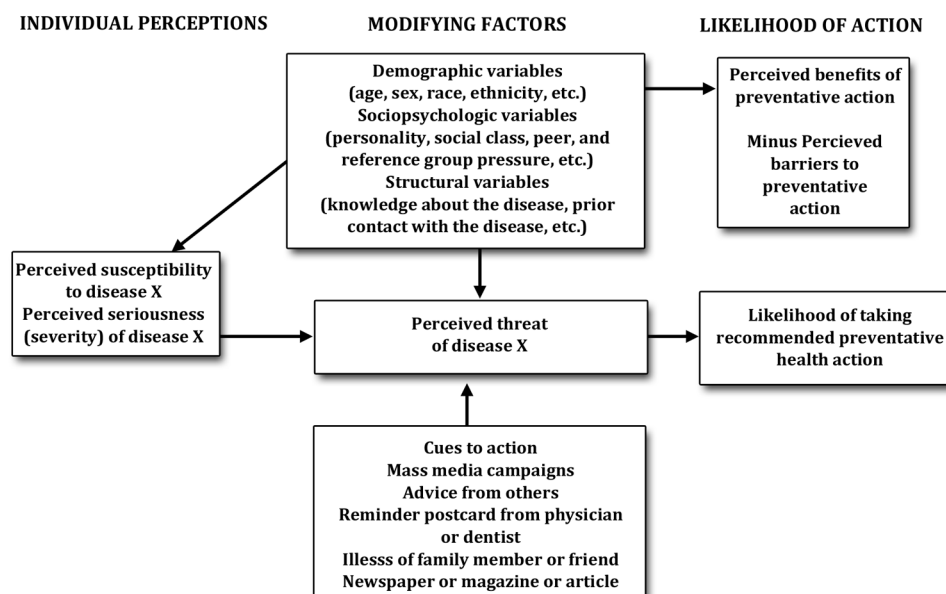 INDIVIDUAL PERCEPTIONS
MODIFYING FACTORS
LIKELIHOOD OF ACTION
Demographic variables
(age, sex, race, ethnicity, etc.)
Sociopsychologic variables
(personality, social class, peer, and
reference group pressure, etc.)
Structural variables
(knowledge about the disease, prior
contact with the disease, etc.)
Perceived benefits of
preventative action
Minus Percieved
barriers to
preventative
action
Perceived susceptibility
to disease X
Perceived seriousness
(severity) of disease X
Perceived threat
of disease X
Likelihood of taking
recommended preventative
health action
Cues to action
Mass media campaigns
Advice from others
Reminder postcard from physician
or dentist
Illesss of family member or friend
Newspaper or magazine or article